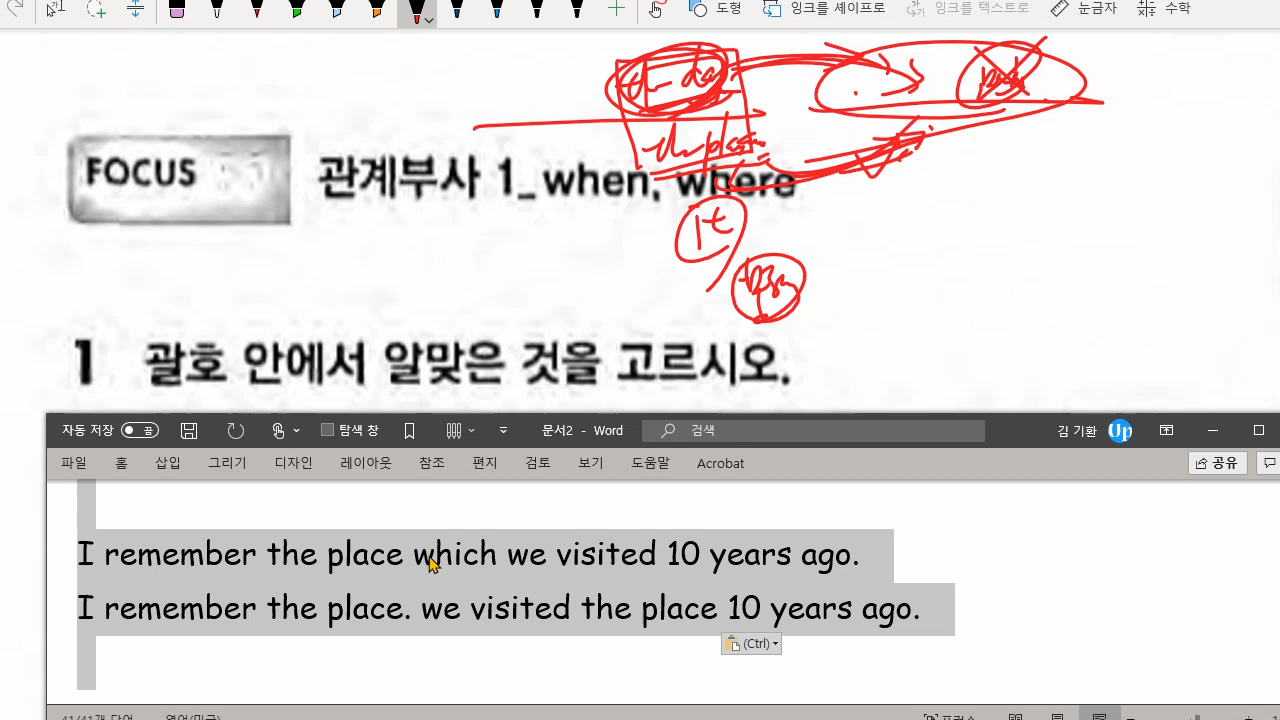 도형 잉크를 셰이프로 잉크를 텍스트로 눈금자 수학
FOCUS 관계부사 1_when, where
it
1 괄호 안에서 알맞은 것을 고르시오.
자동 저장 끔 탐색 창 문서2 - Word 검색 김 기환 Up
파일 홈 삽입 그리기 디자인 레이아웃 참조 편지 검토 보기 도움말 Acrobat 공유
I remember the place which we visited 10 years ago.
I remember the place. we visited the place 10 years ago.
(Ctrl)